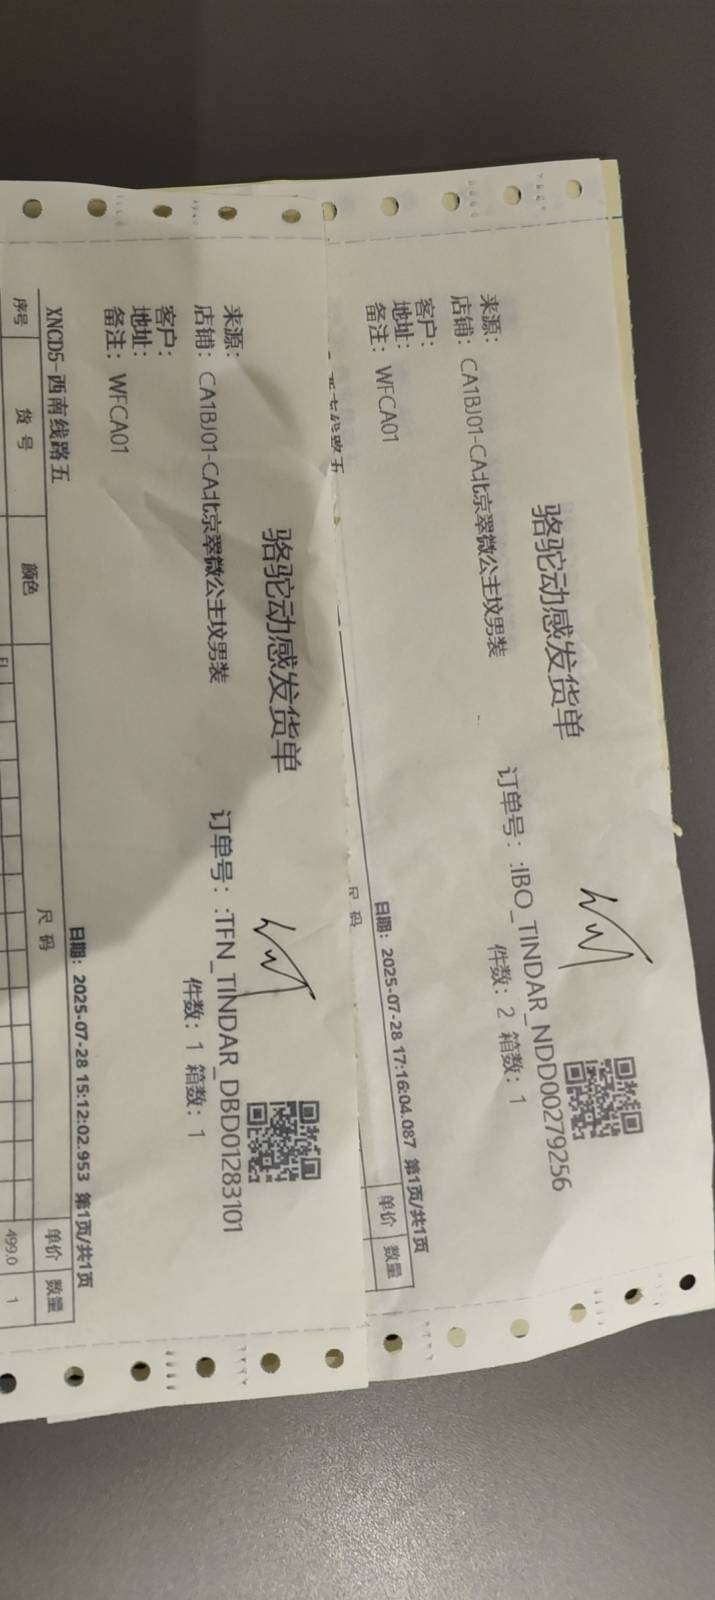 骆驼动感发货单
来源:
店铺: CA1BJ01-CA北京翠微公主坟男装
订单号: :IBO_TINDAR_NDD00279256
客户:
件数: 2 箱数: 1
地址:
备注: WFCA01
日期: 2025-07-28 17:16:04.087 第1页/共1页
尺码
单价
数量
骆驼动感发货单
来源:
店铺: CA1BJ01-CA北京翠微公主坟男装
订单号: :TFN_TINDAR_DBD01283101
客户:
件数: 1 箱数: 1
地址:
备注: WFCA01
XNCD5-西南线路五
日期: 2025-07-28 15:12:02.953 第1页/共1页
序号 货号 颜色 尺码 单价 数量
499.0 1